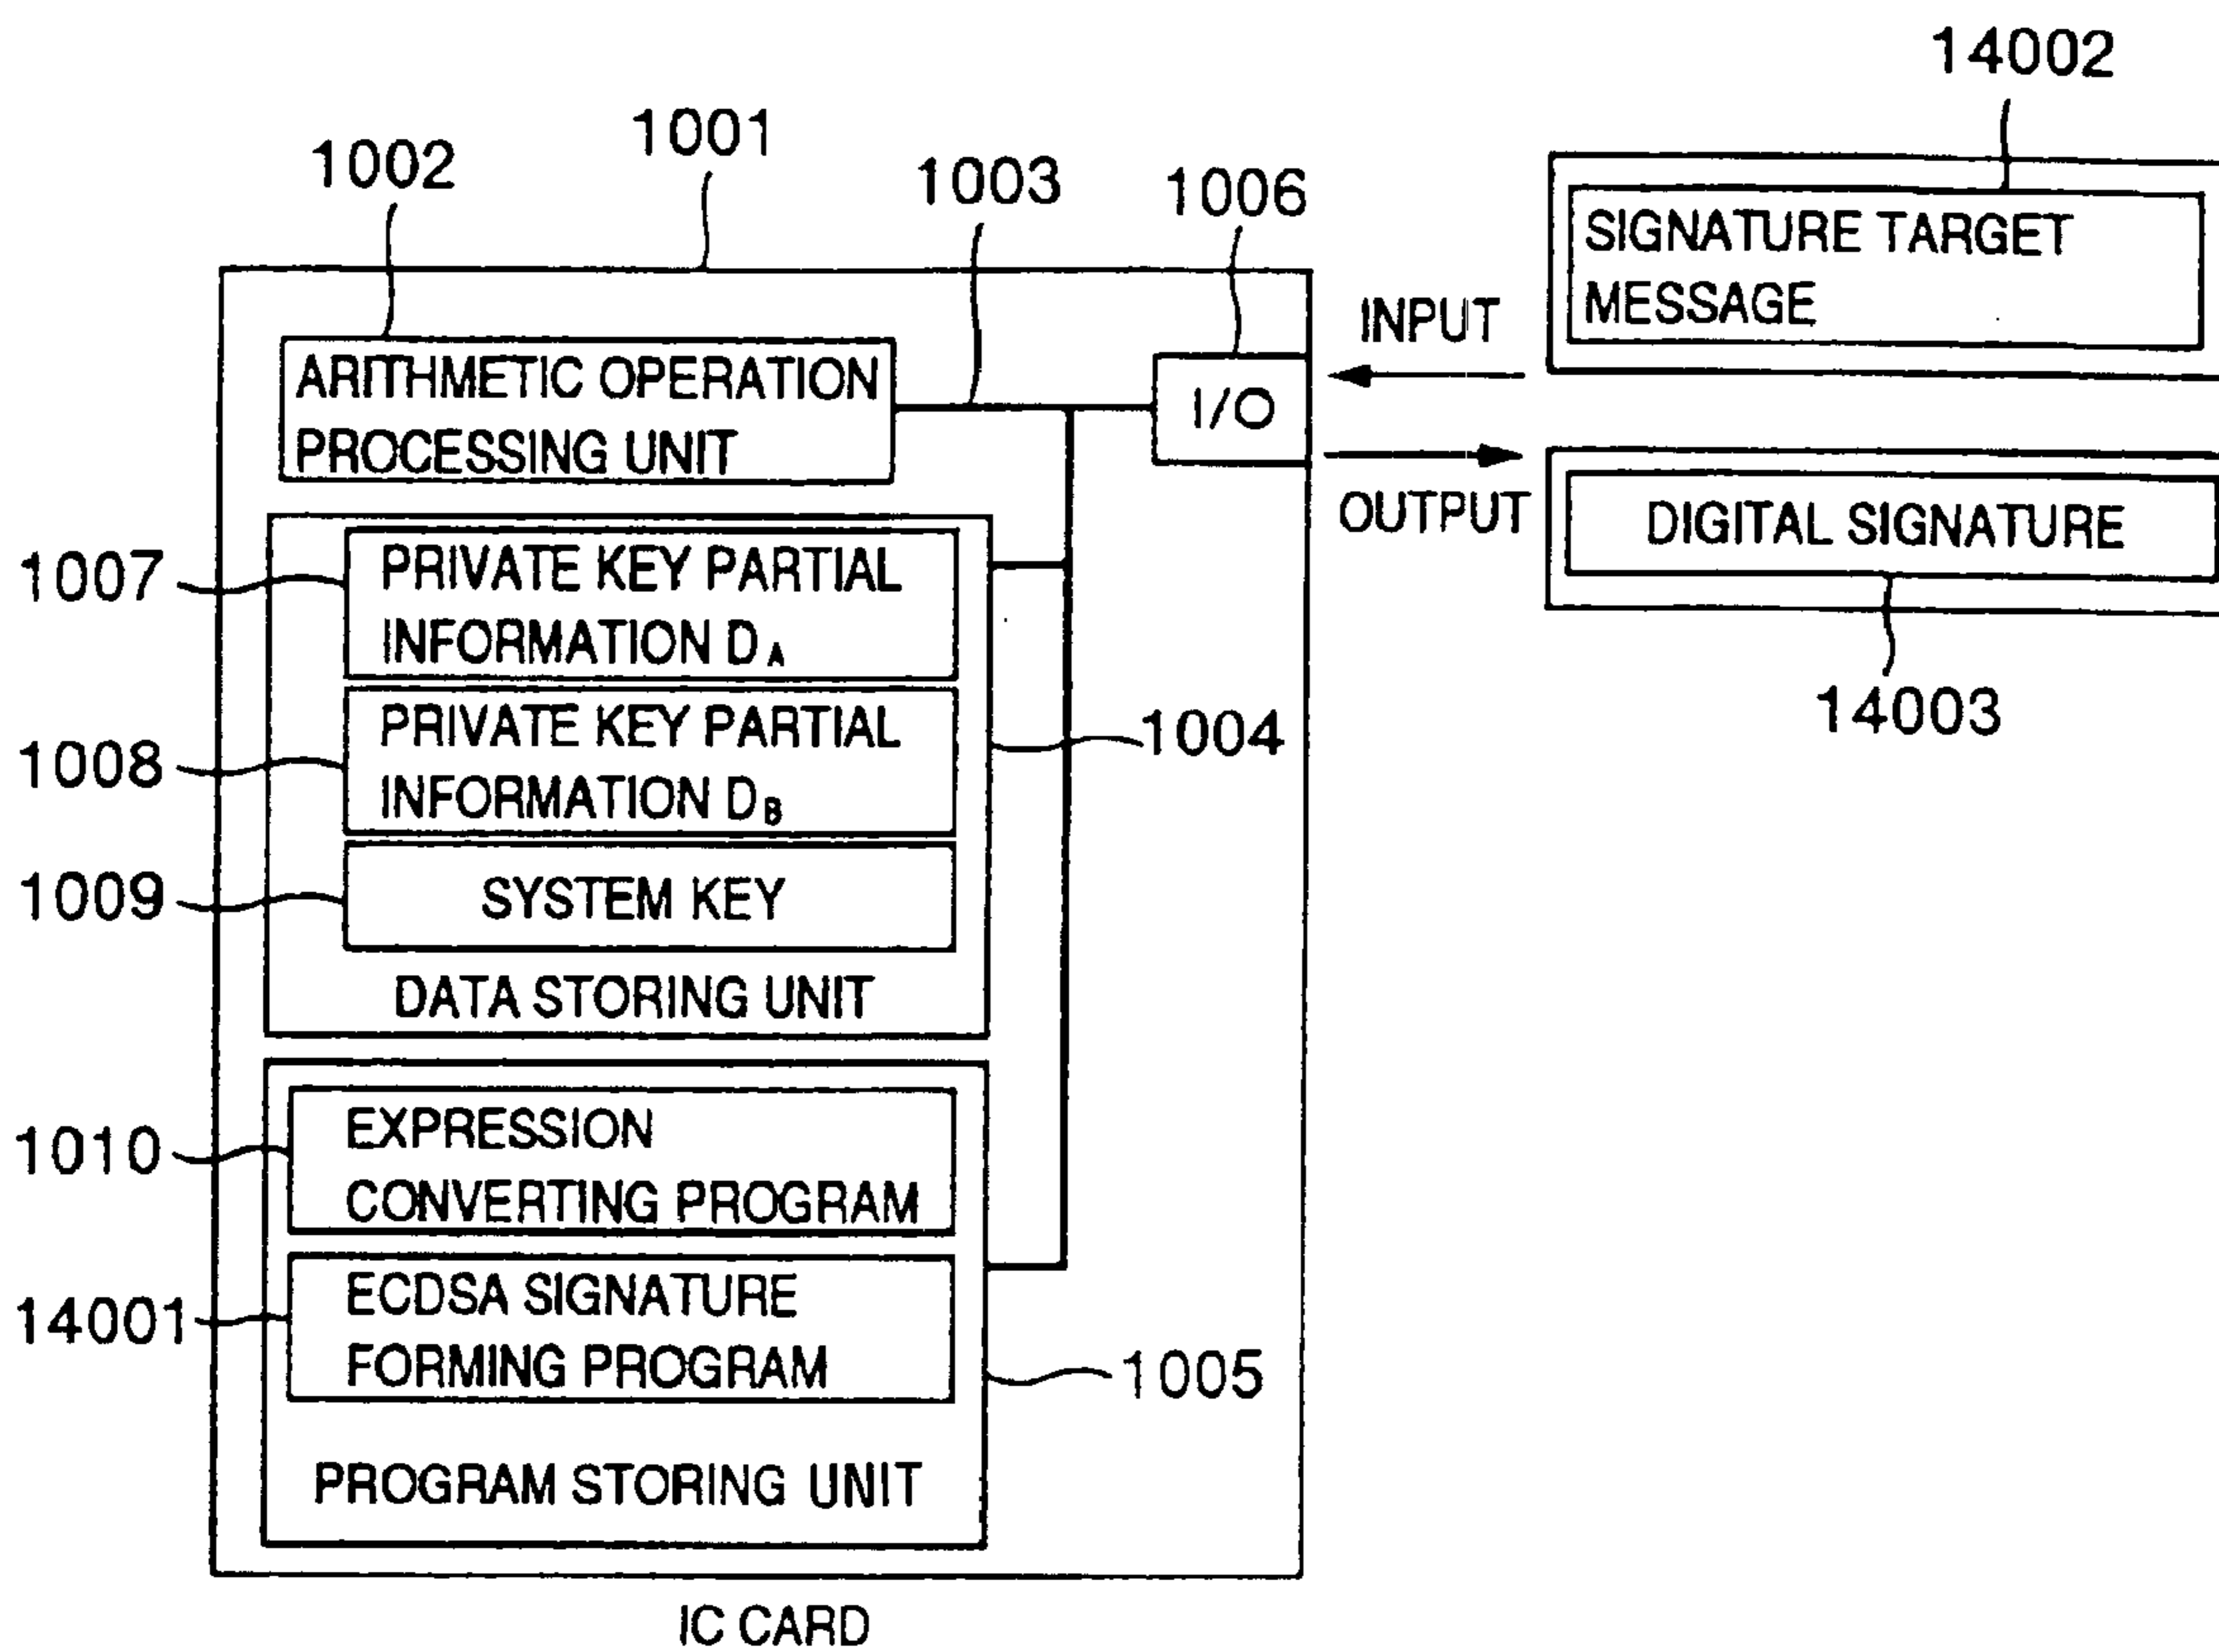 14002
1001
1002
1003
1006
SIGNATURE TARGET
MESSAGE
INPUT
ARITHMETIC OPERATION
PROCESSING UNIT
I/O
OUTPUT
DIGITAL SIGNATURE
14003
1007
PRIVATE KEY PARTIAL
INFORMATION D A
1008
PRIVATE KEY PARTIAL
INFORMATION D B
1004
1009
SYSTEM KEY
DATA STORING UNIT
1010
EXPRESSION
CONVERTING PROGRAM
14001
ECDSA SIGNATURE
FORMING PROGRAM
1005
PROGRAM STORING UNIT
IC CARD